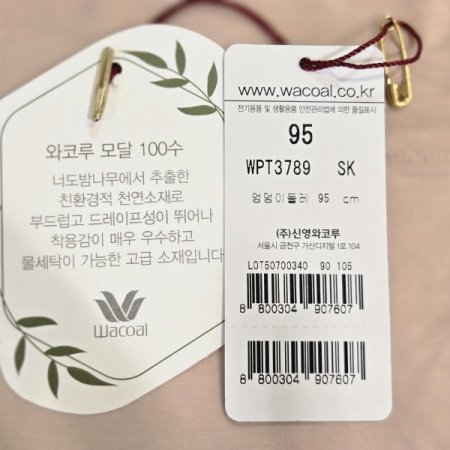 와코루 모달 100수
너도밤나무에서 추출한
친환경적 천연소재로
부드럽고 드레이프성이 뛰어나
착용감이 매우 우수하고
물세탁이 가능한 고급 소재입니다
Wacoal
www.wacoal.co.kr
전기용품 및 생활용품 안전관리법에 의한 품질표시
95
WPT3789 SK
엉덩이둘레 95 cm
(주)신영와코루
서울시 금천구 가산디지털 1로 104
LOT50700340 90 105
8 800304 907607
8 800304 907607